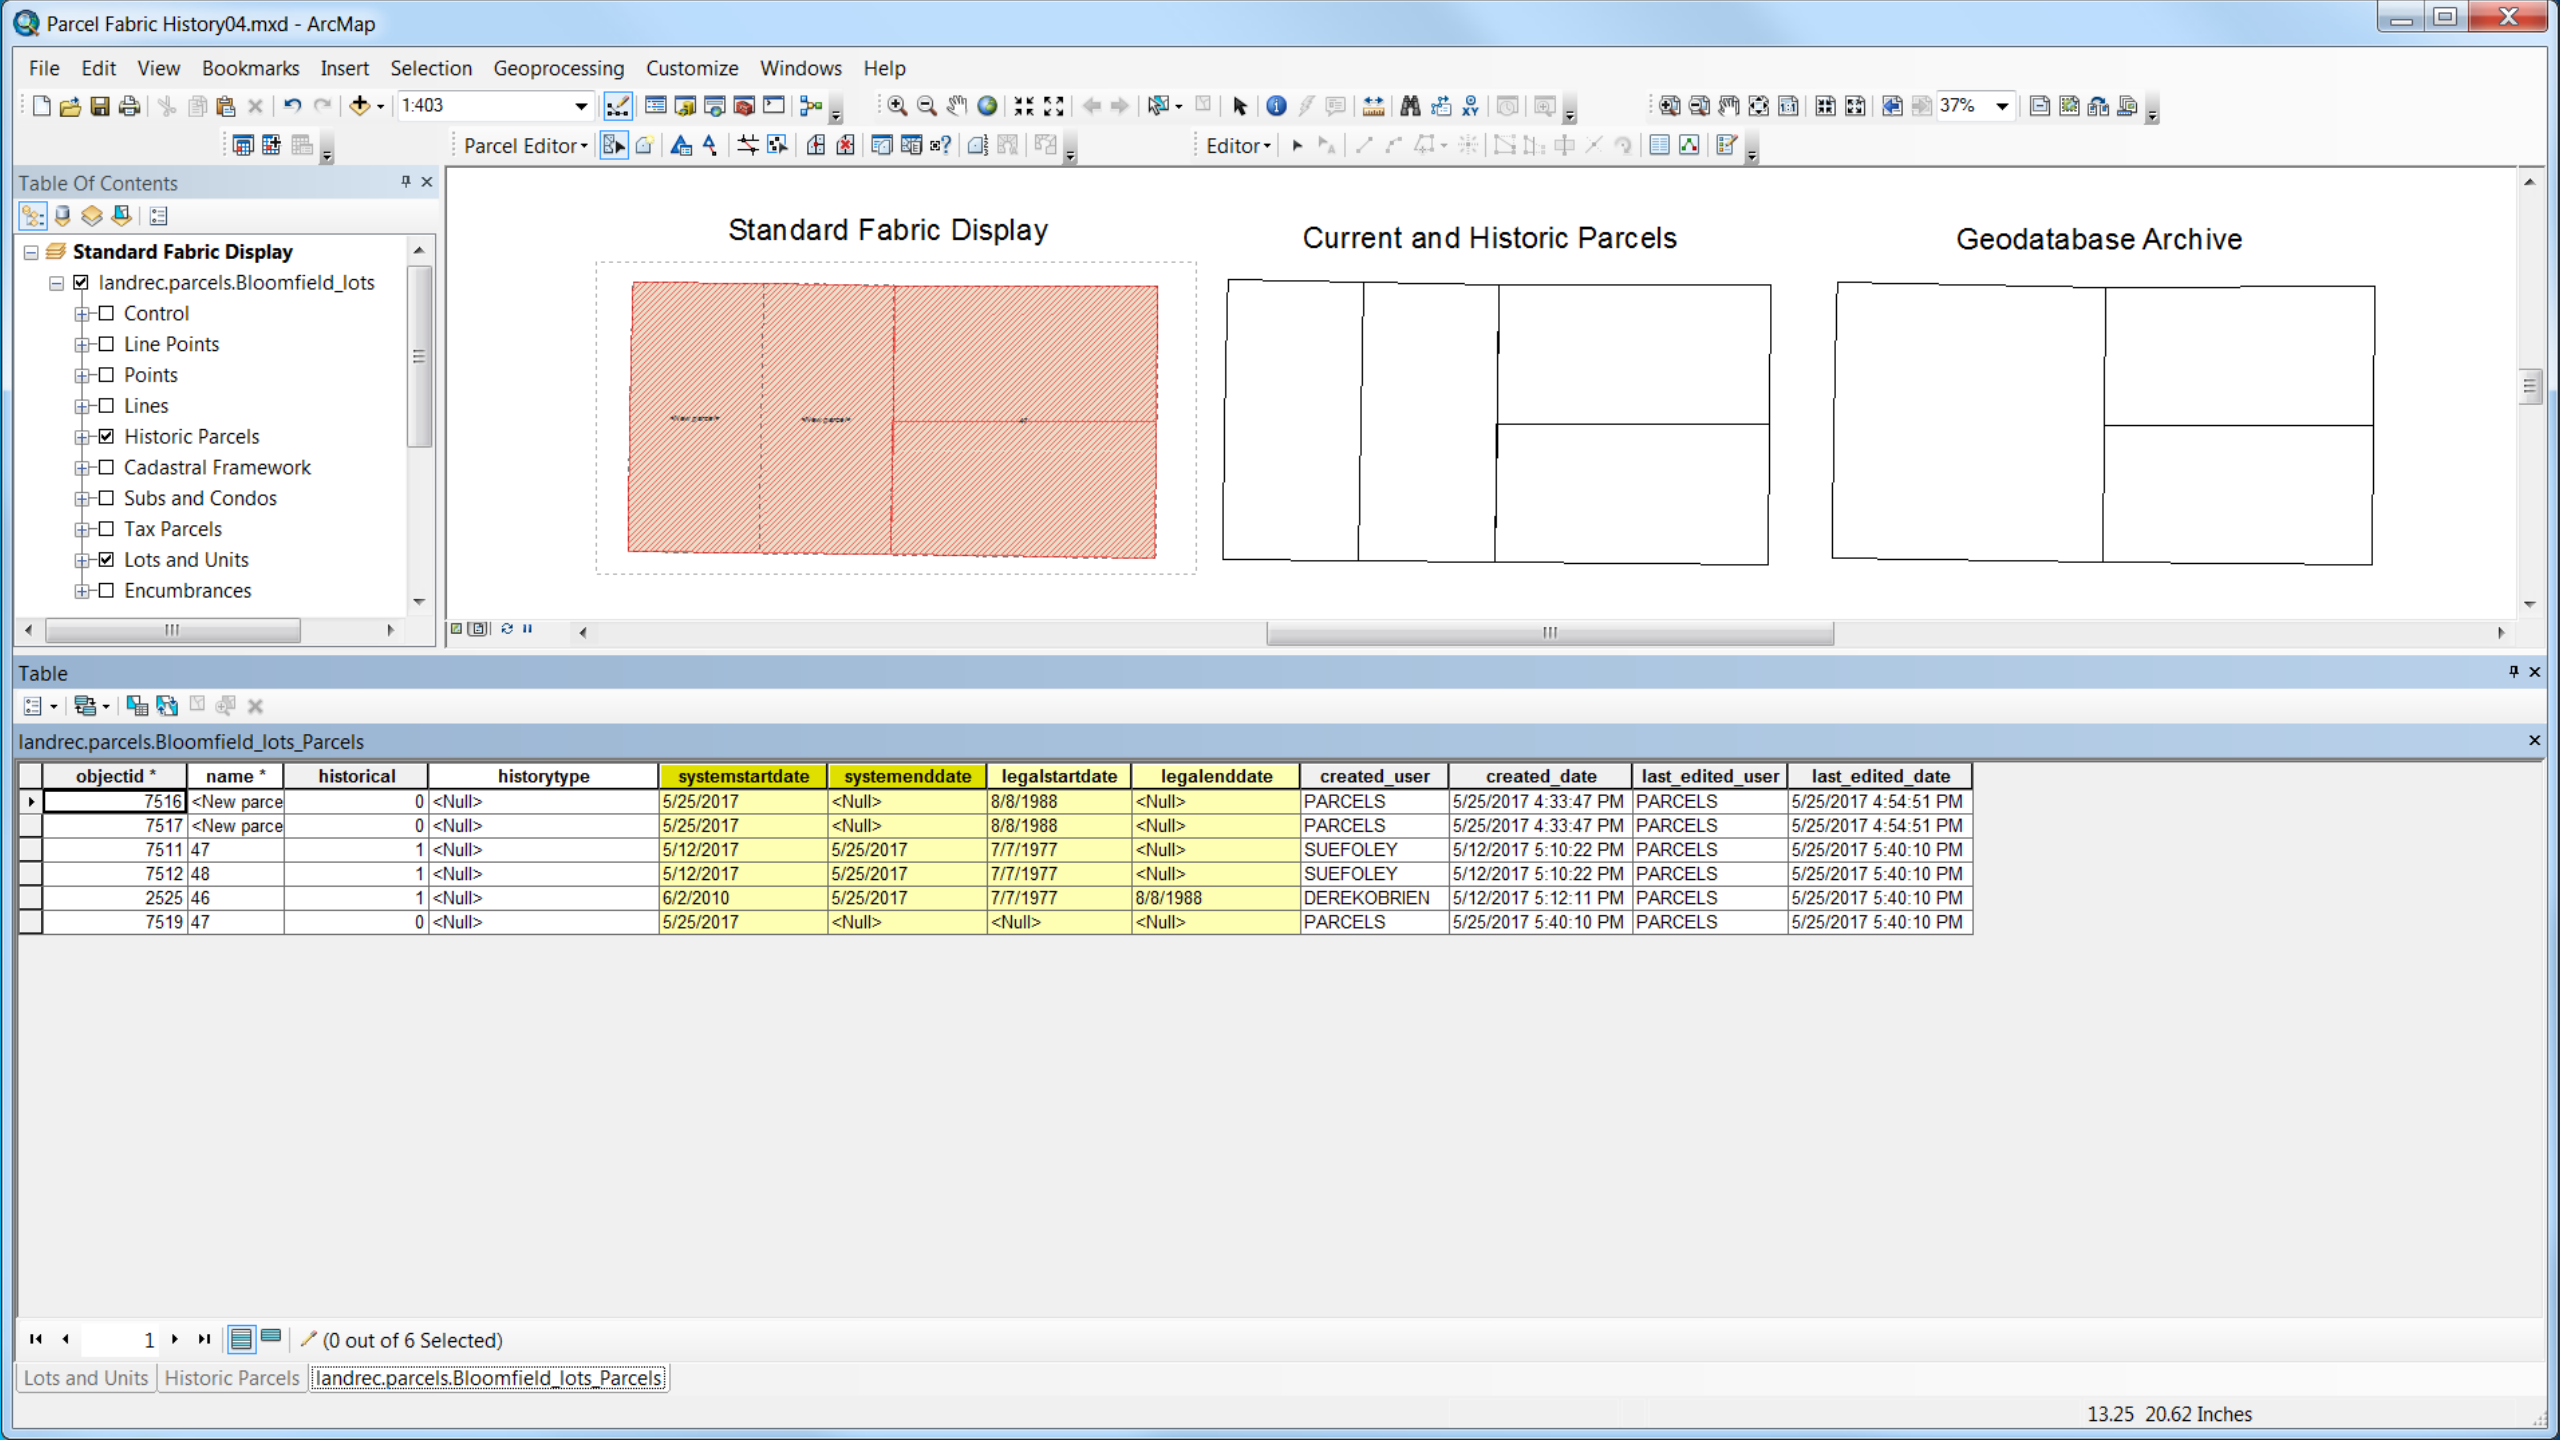 Parcel Fabric History04.mxd - ArcMap
File Edit View Bookmarks Insert Selection Geoprocessing Customize Windows Help
1:403
37%
Parcel Editor
Editor
Table Of Contents
Standard Fabric Display
landrec.parcels.Bloomfield_lots
Control
Line Points
Points
Lines
Historic Parcels
Cadastral Framework
Subs and Condos
Tax Parcels
Lots and Units
Encumbrances
Standard Fabric Display
Current and Historic Parcels
Geodatabase Archive
<New parcel> <New parcel> 47
Table
landrec.parcels.Bloomfield_lots_Parcels
objectid * name * historical historytype systemstartdate systemenddate legalstartdate legalenddate created_user created_date last_edited_user last_edited_date
7516 <New parce 0 <Null> 5/25/2017 <Null> 8/8/1988 <Null> PARCELS 5/25/2017 4:33:47 PM PARCELS 5/25/2017 4:54:51 PM
7517 <New parce 0 <Null> 5/25/2017 <Null> 8/8/1988 <Null> PARCELS 5/25/2017 4:33:47 PM PARCELS 5/25/2017 4:54:51 PM
7511 47 1 <Null> 5/12/2017 5/25/2017 7/7/1977 <Null> SUEFOLEY 5/12/2017 5:10:22 PM PARCELS 5/25/2017 5:40:10 PM
7512 48 1 <Null> 5/12/2017 5/25/2017 7/7/1977 <Null> SUEFOLEY 5/12/2017 5:10:22 PM PARCELS 5/25/2017 5:40:10 PM
2525 46 1 <Null> 6/2/2010 5/25/2017 7/7/1977 8/8/1988 DEREKOBRIEN 5/12/2017 5:12:11 PM PARCELS 5/25/2017 5:40:10 PM
7519 47 0 <Null> 5/25/2017 <Null> <Null> <Null> PARCELS 5/25/2017 5:40:10 PM PARCELS 5/25/2017 5:40:10 PM
1 (0 out of 6 Selected)
Lots and Units Historic Parcels landrec.parcels.Bloomfield_lots_Parcels
13.25 20.62 Inches